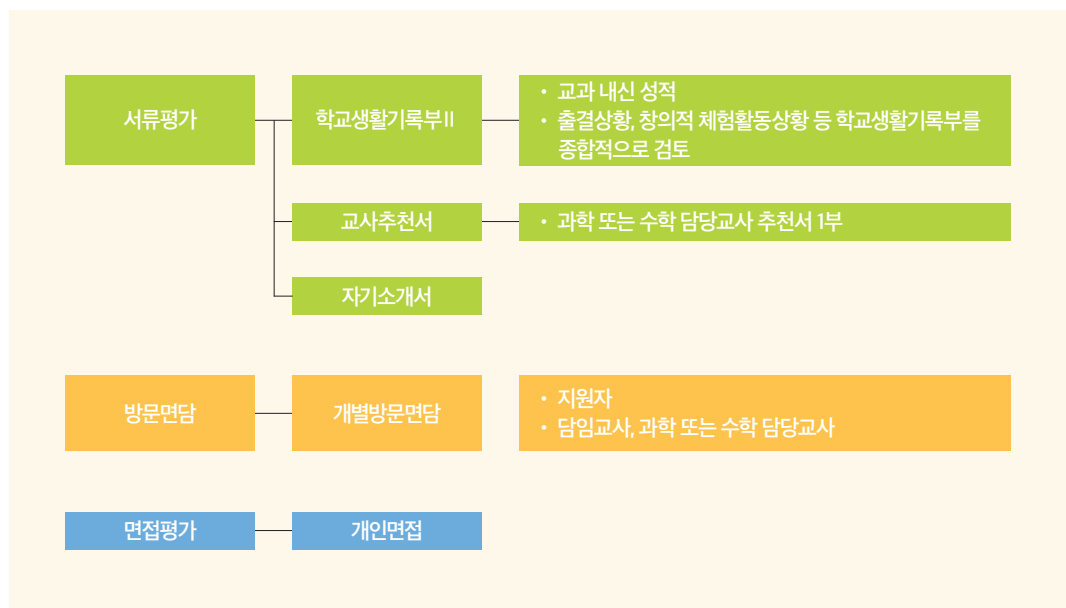 서류평가
학교생활기록부Ⅱ
• 교과 내신 성적
• 출결상황, 창의적 체험활동상황 등 학교생활기록부를
종합적으로 검토
교사추천서
• 과학 또는 수학 담당교사 추천서 1부
자기소개서
방문면담
개별방문면담
• 지원자
• 담임교사, 과학 또는 수학 담당교사
면접평가
개인면접